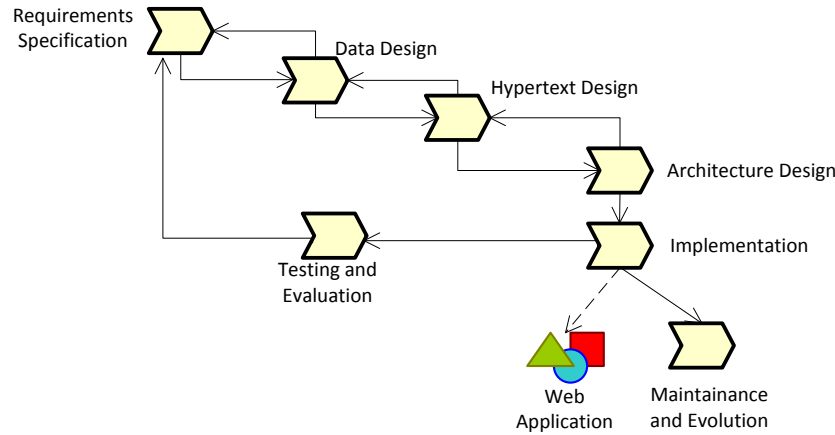 Requirements
Specification
Data Design
Hypertext Design
Architecture Design
Implementation
Testing and
Evaluation
Web
Application
Maintainance
and Evolution